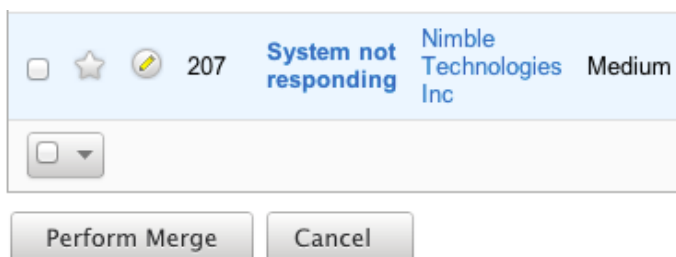 207 System not responding Nimble Technologies Inc Medium
Perform Merge Cancel